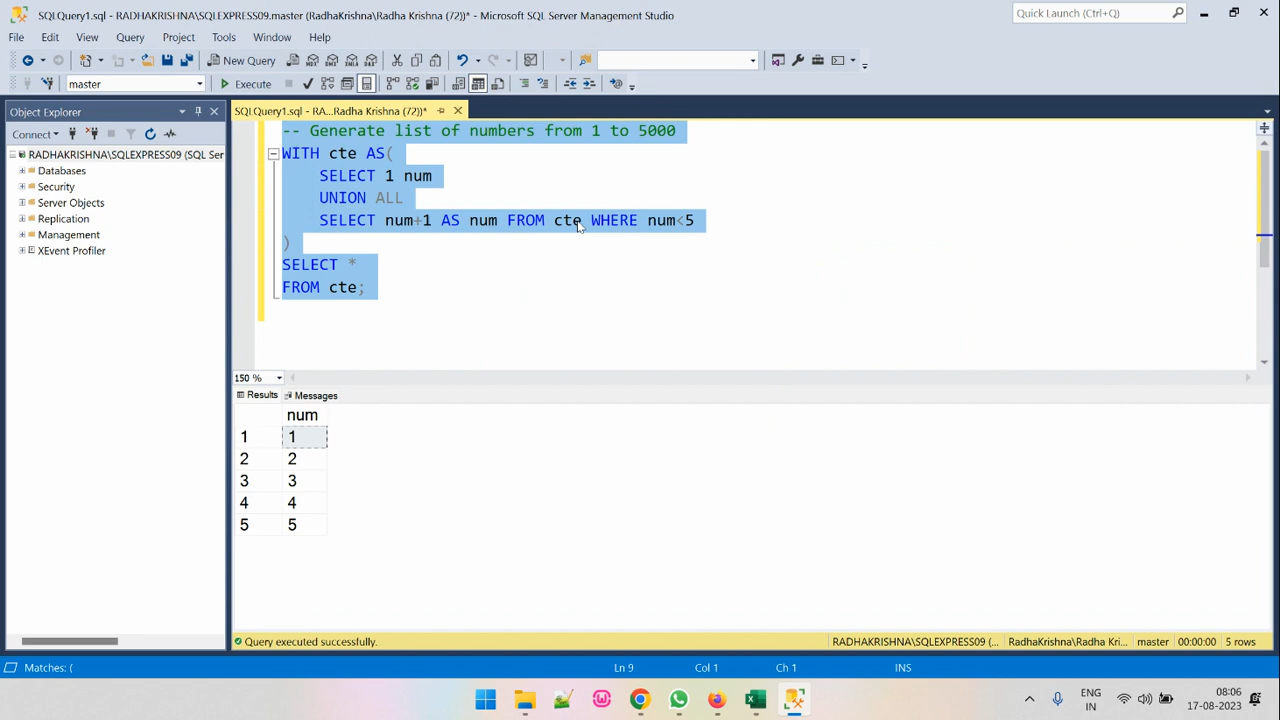 SQLQuery1.sql - RADHAKRISHNA\SQLEXPRESS09.master (RadhaKrishna\Radha Krishna (72))* - Microsoft SQL Server Management Studio
Quick Launch (Ctrl+Q)
File Edit View Query Project Tools Window Help
New Query
master Execute
Object Explorer
SQLQuery1.sql - RA...Radha Krishna (72))*
Connect
RADHAKRISHNA\SQLEXPRESS09 (SQL Ser
Databases
Security
Server Objects
Replication
Management
XEvent Profiler
-- Generate list of numbers from 1 to 5000
WITH cte AS(
SELECT 1 num
UNION ALL
SELECT num+1 AS num FROM cte WHERE num<5
)
SELECT *
FROM cte;
150 %
Results Messages
num
1 1
2 2
3 3
4 4
5 5
Query executed successfully. RADHAKRISHNA\SQLEXPRESS09 (... RadhaKrishna\Radha Kri... master 00:00:00 5 rows
Matches: ( Ln 9 Col 1 Ch 1 INS
ENG
IN
08:06
17-08-2023